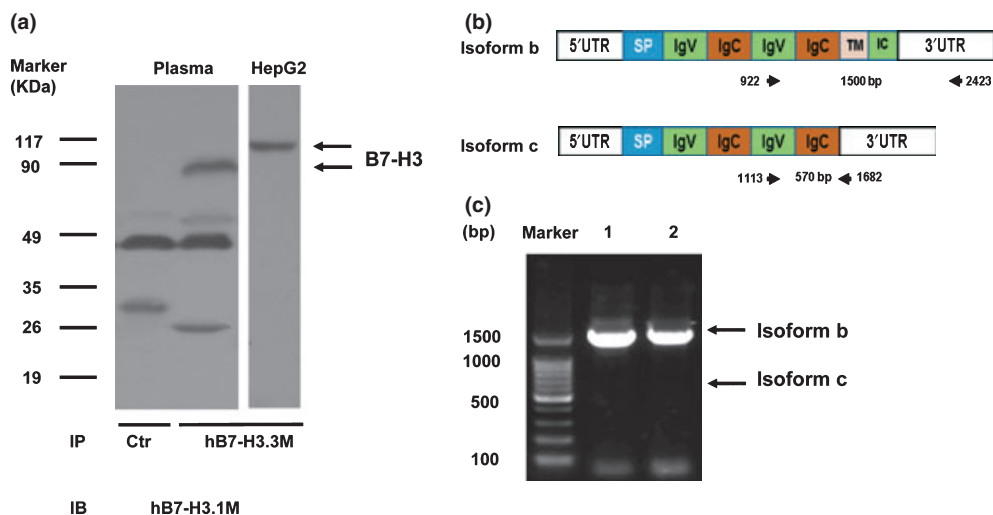 (a)
Marker
(KDa)
Plasma
HepG2
117
90
49
35
26
19
B7-H3
IP
Ctr
hB7-H3.3M
IB
hB7-H3.1M
(b)
Isoform b
5′UTR SP IgV IgC IgV IgC TM IC 3′UTR
922 1500 bp 2423
Isoform c
5′UTR SP IgV IgC IgV IgC 3′UTR
1113 570 bp 1682
(c)
(bp) Marker 1 2
1500
1000
500
100
Isoform b
Isoform c